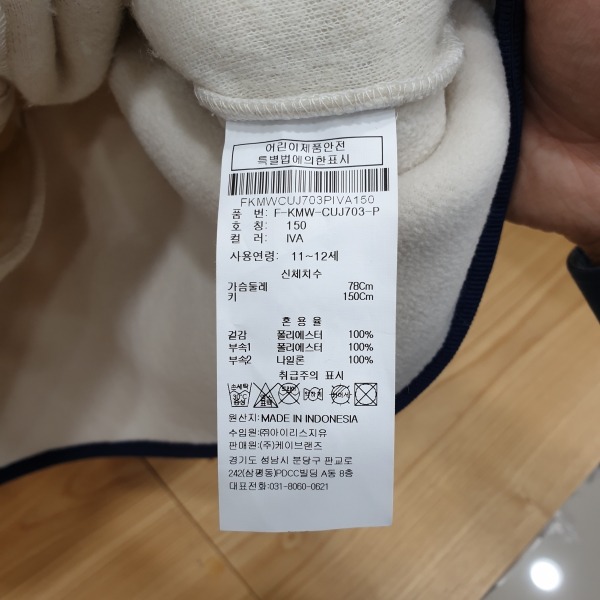 어린이제품안전
특별법에의한표시
FKMWCUJ703PIVA150
품 번: F-KMW-CUJ703-P
호 칭: 150
컬 러: IVA
사용연령: 11~12세
신체치수
가슴둘레 78Cm
키 150Cm
혼 용 율
겉감 폴리에스터 100%
부속1 폴리에스터 100%
부속2 나일론 100%
취급주의 표시
원산지: MADE IN INDONESIA
수입원:㈜아이리스지유
판매원:(주)케이브랜즈
경기도 성남시 분당구 판교로
242(삼평동)PDCC빌딩 A동 8층
대표전화:031-8060-0621